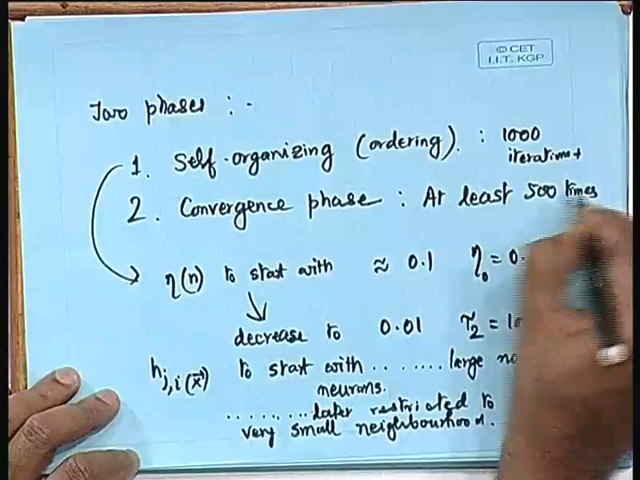 © CET
I.I.T. KGP
Two phases :-
1. Self-organizing (ordering). : 1000 iterations
2. Convergence phase : At least 500 times
η(n) to start with ≈ 0.1 η₀ = 0.
decrease to 0.01 τ₂ = 10
h j,i(x⃗) to start with ........ large no
neurons.
........ later restricted to
very small neighbourhood.